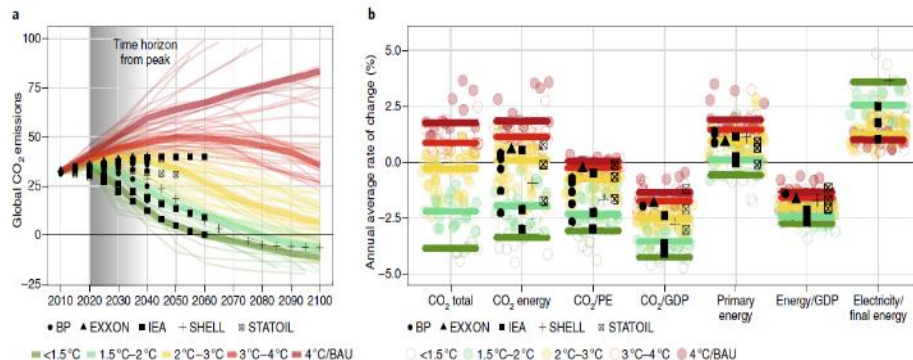 a
100
75
50
25
0
−25
Global CO2 emissions
Time horizon
from peak
2010 2020 2030 2040 2050 2060 2070 2080 2090 2100
BP EXXON IEA SHELL STATOIL
<1.5 °C 1.5 °C–2 °C 2 °C–3 °C 3 °C–4 °C 4 °C/BAU
b
5.0
2.5
0.0
−2.5
−5.0
Annual average rate of change (%)
CO2 total CO2 energy CO2/PE CO2/GDP Primary energy Energy/GDP Electricity/final energy
BP EXXON IEA SHELL STATOIL
<1.5 °C 1.5 °C–2 °C 2 °C–3 °C 3 °C–4 °C 4 °C/BAU